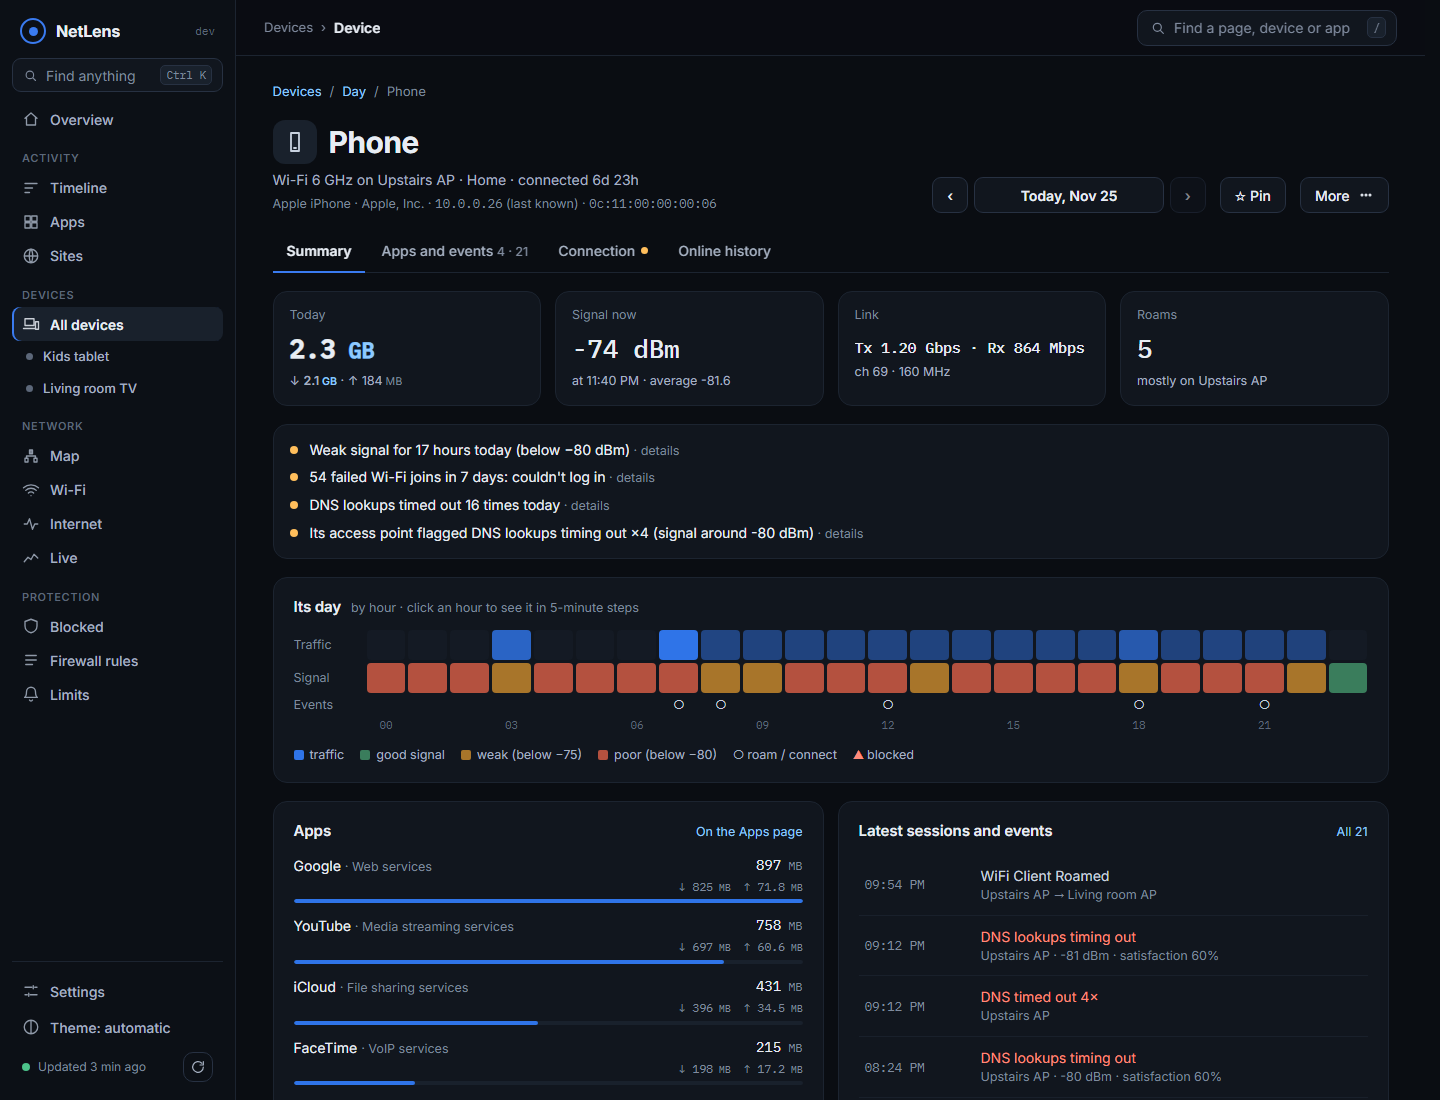 NetLens
dev
Find anything
Ctrl K
Overview
ACTIVITY
Timeline
Apps
Sites
DEVICES
All devices
Kids tablet
Living room TV
NETWORK
Map
Wi-Fi
Internet
Live
PROTECTION
Blocked
Firewall rules
Limits
Settings
Theme: automatic
Updated 3 min ago
Devices › Device
Find a page, device or app /
Devices / Day / Phone
Phone
Wi-Fi 6 GHz on Upstairs AP · Home · connected 6d 23h
Apple iPhone · Apple, Inc. · 10.0.0.26 (last known) · 0c:11:00:00:00:06
‹ Today, Nov 25 ›
☆ Pin
More ···
Summary
Apps and events 4 · 21
Connection
Online history
Today
2.3 GB
↓ 2.1 GB · ↑ 184 MB
Signal now
-74 dBm
at 11:40 PM · average -81.6
Link
Tx 1.20 Gbps · Rx 864 Mbps
ch 69 · 160 MHz
Roams
5
mostly on Upstairs AP
Weak signal for 17 hours today (below −80 dBm) · details
54 failed Wi-Fi joins in 7 days: couldn't log in · details
DNS lookups timed out 16 times today · details
Its access point flagged DNS lookups timing out ×4 (signal around -80 dBm) · details
Its day by hour · click an hour to see it in 5-minute steps
Traffic
Signal
Events
00 03 06 09 12 15 18 21
traffic good signal weak (below −75) poor (below −80) roam / connect blocked
Apps
On the Apps page
Google · Web services 897 MB
↓ 825 MB ↑ 71.8 MB
YouTube · Media streaming services 758 MB
↓ 697 MB ↑ 60.6 MB
iCloud · File sharing services 431 MB
↓ 396 MB ↑ 34.5 MB
FaceTime · VoIP services 215 MB
↓ 198 MB ↑ 17.2 MB
Latest sessions and events
All 21
09:54 PM WiFi Client Roamed
Upstairs AP → Living room AP
09:12 PM DNS lookups timing out
Upstairs AP · -81 dBm · satisfaction 60%
09:12 PM DNS timed out 4×
Upstairs AP
08:24 PM DNS lookups timing out
Upstairs AP · -80 dBm · satisfaction 60%